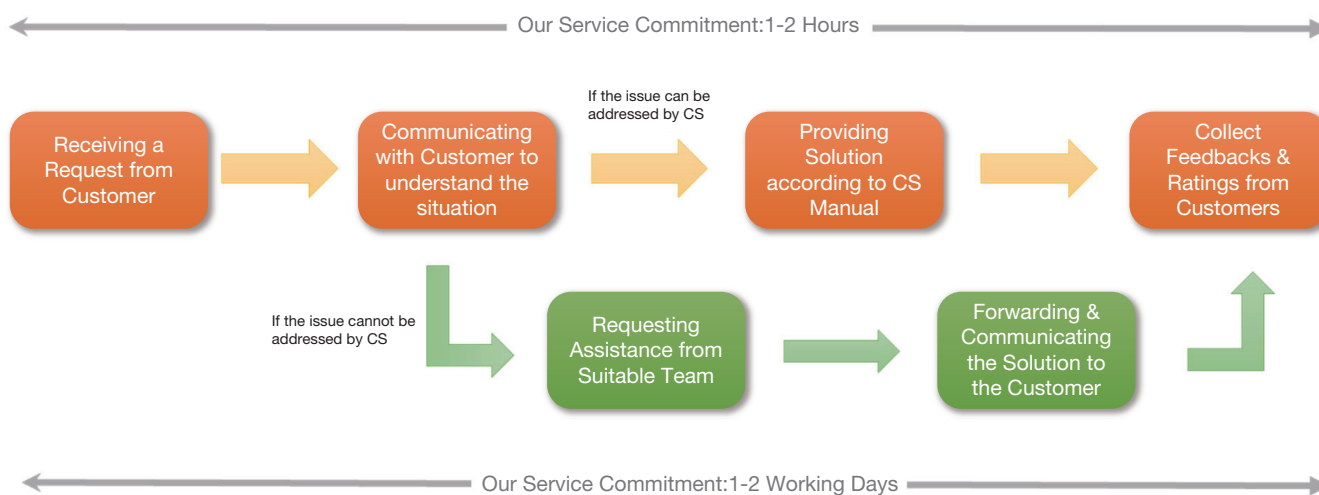 Our Service Commitment:1-2 Hours
If the issue can be
addressed by CS
Receiving a
Request from
Customer
Communicating
with Customer to
understand the
situation
Providing
Solution
according to CS
Manual
Collect
Feedbacks &
Ratings from
Customers
If the issue cannot be
addressed by CS
Requesting
Assistance from
Suitable Team
Forwarding &
Communicating
the Solution to
the Customer
Our Service Commitment:1-2 Working Days